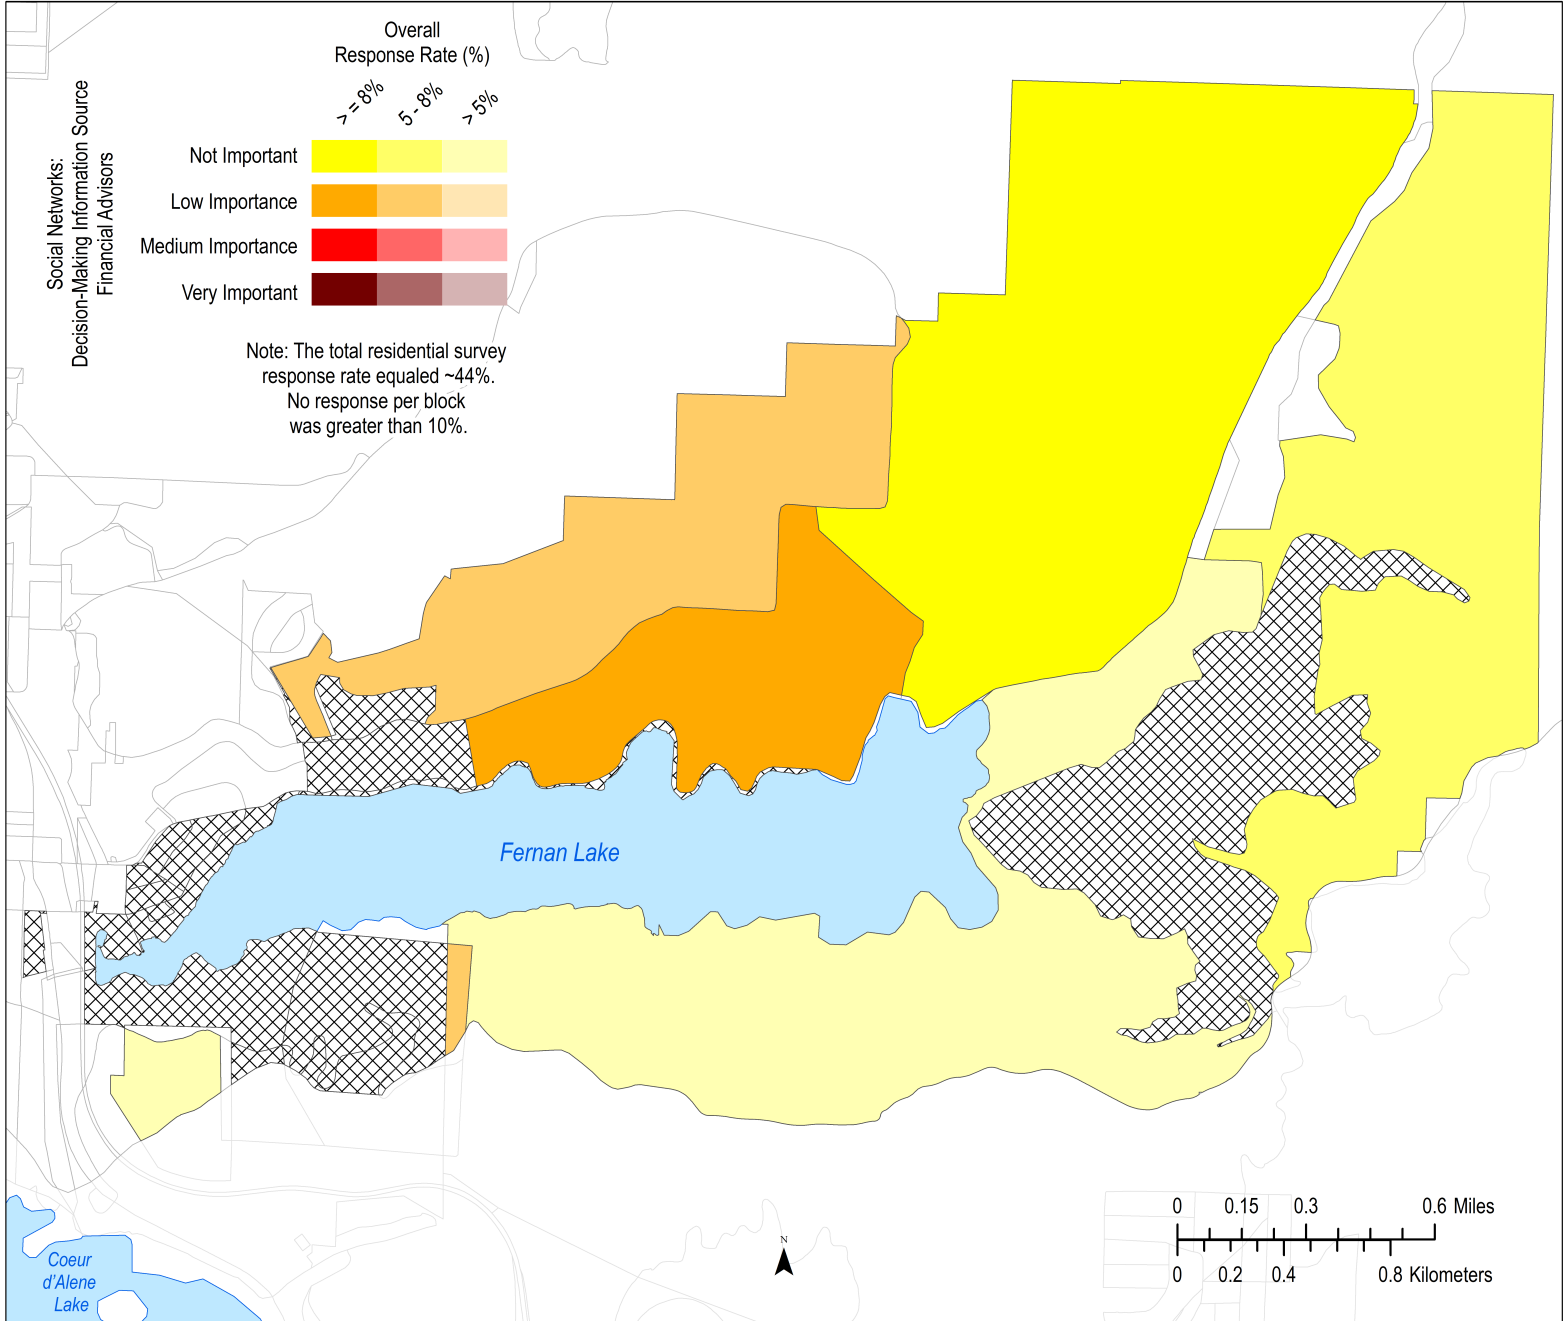 Overall
Response Rate (%)
> = 8%
5 - 8%
> 5%
Social Networks:
Decision-Making Information Source
Financial Advisors
Not Important
Low Importance
Medium Importance
Very Important
Note: The total residential survey
response rate equaled ~44%.
No response per block
was greater than 10%.
Fernan Lake
Coeur
d'Alene
Lake
N
0 0.15 0.3 0.6 Miles
0 0.2 0.4 0.8 Kilometers